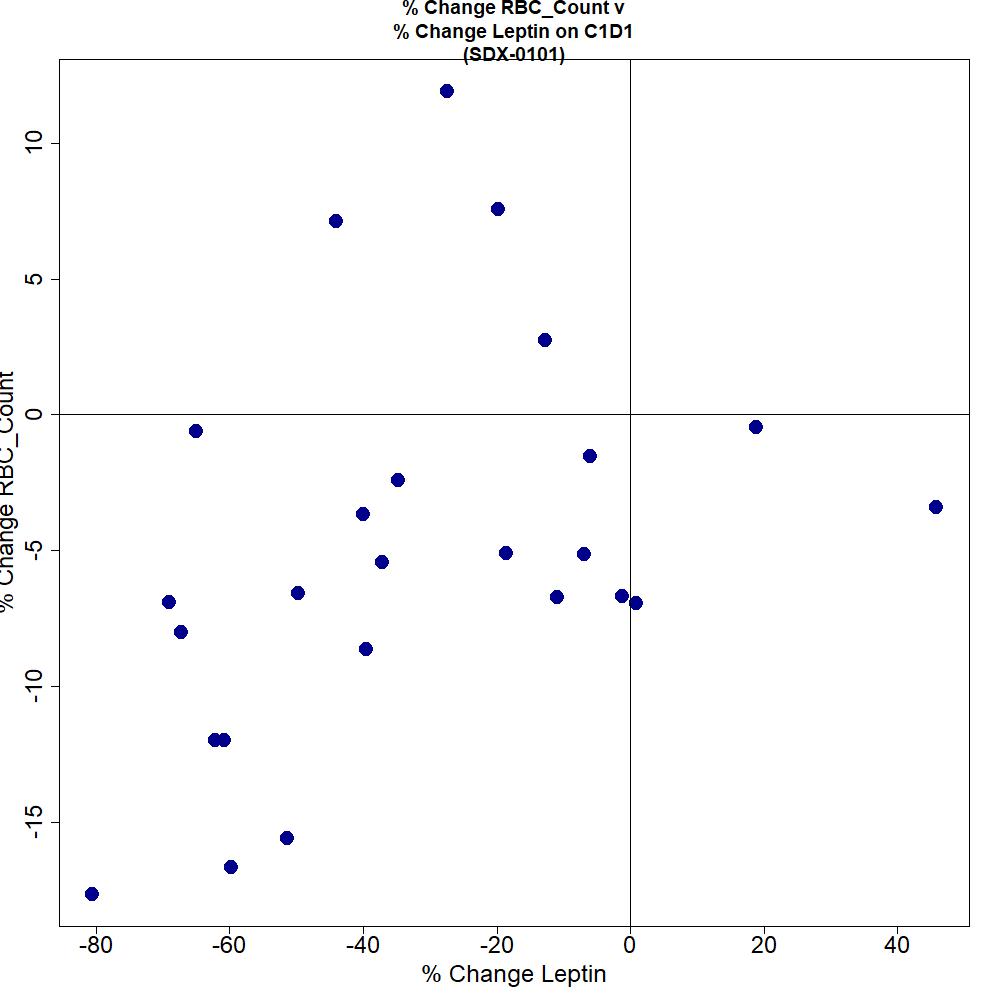 % Change RBC_Count v
% Change Leptin on C1D1
(SDX-0101)
% Change RBC_Count
10
5
0
-5
-10
-15
-80
-60
-40
-20
0
20
40
% Change Leptin